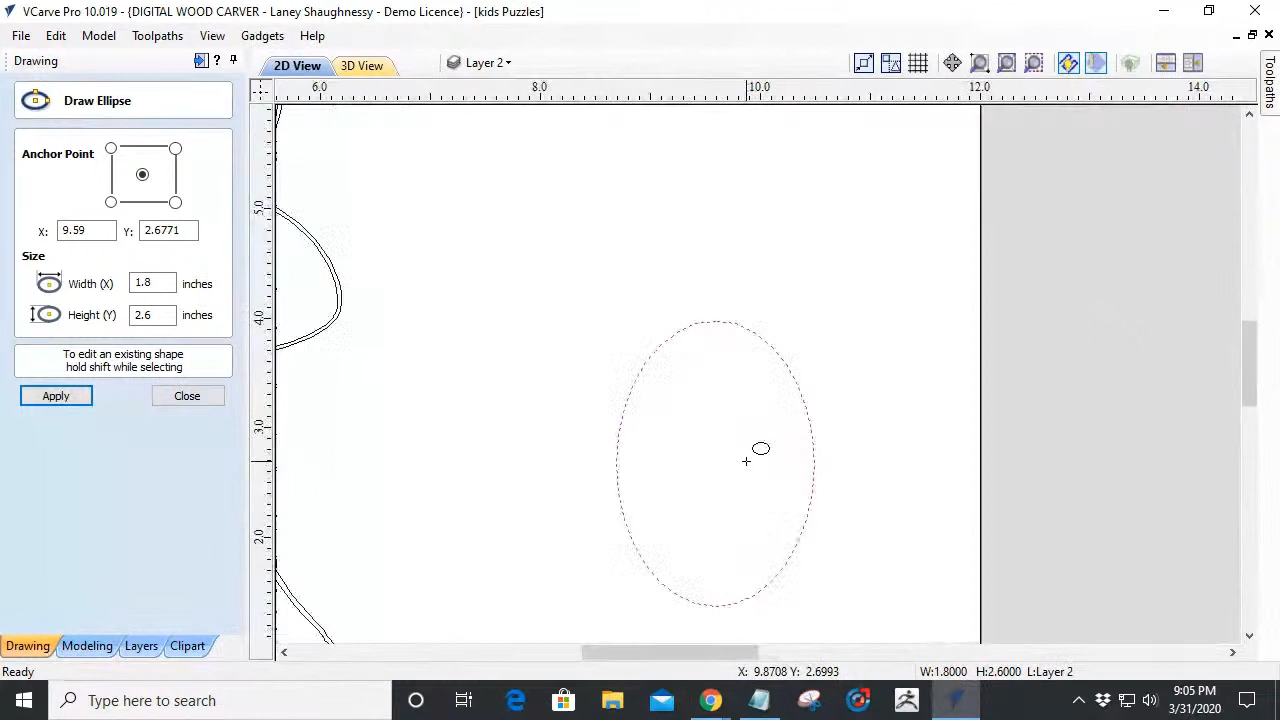 VCarve Pro 10.019 - {DIGITAL WOOD CARVER - Laney Shaughnessy - Demo Licence} - [kids Puzzles]
File Edit Model Toolpaths View Gadgets Help
Drawing
2D View 3D View Layer 2
Toolpaths
6.0 8.0 10.0 12.0 14.0
Draw Ellipse
Anchor Point
X: 9.59 Y: 2.6771
Size
Width (X) 1.8 inches
Height (Y) 2.6 inches
To edit an existing shape
hold shift while selecting
Apply Close
5.0
4.0
3.0
2.0
Drawing Modeling Layers Clipart
Ready X: 9.8708 Y: 2.6993 W:1.8000 H:2.6000 L:Layer 2
Type here to search
9:05 PM
3/31/2020